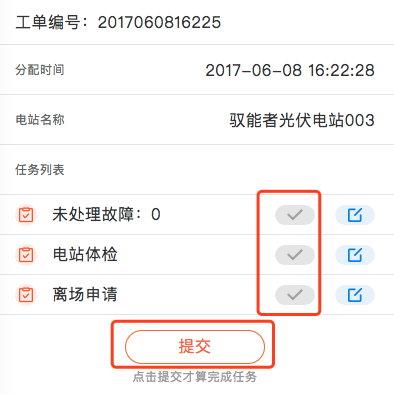 工单编号：2017060816225
分配时间 2017-06-08 16:22:28
电站名称 驭能者光伏电站003
任务列表
未处理故障：0
电站体检
离场申请
提交
点击提交才算完成任务